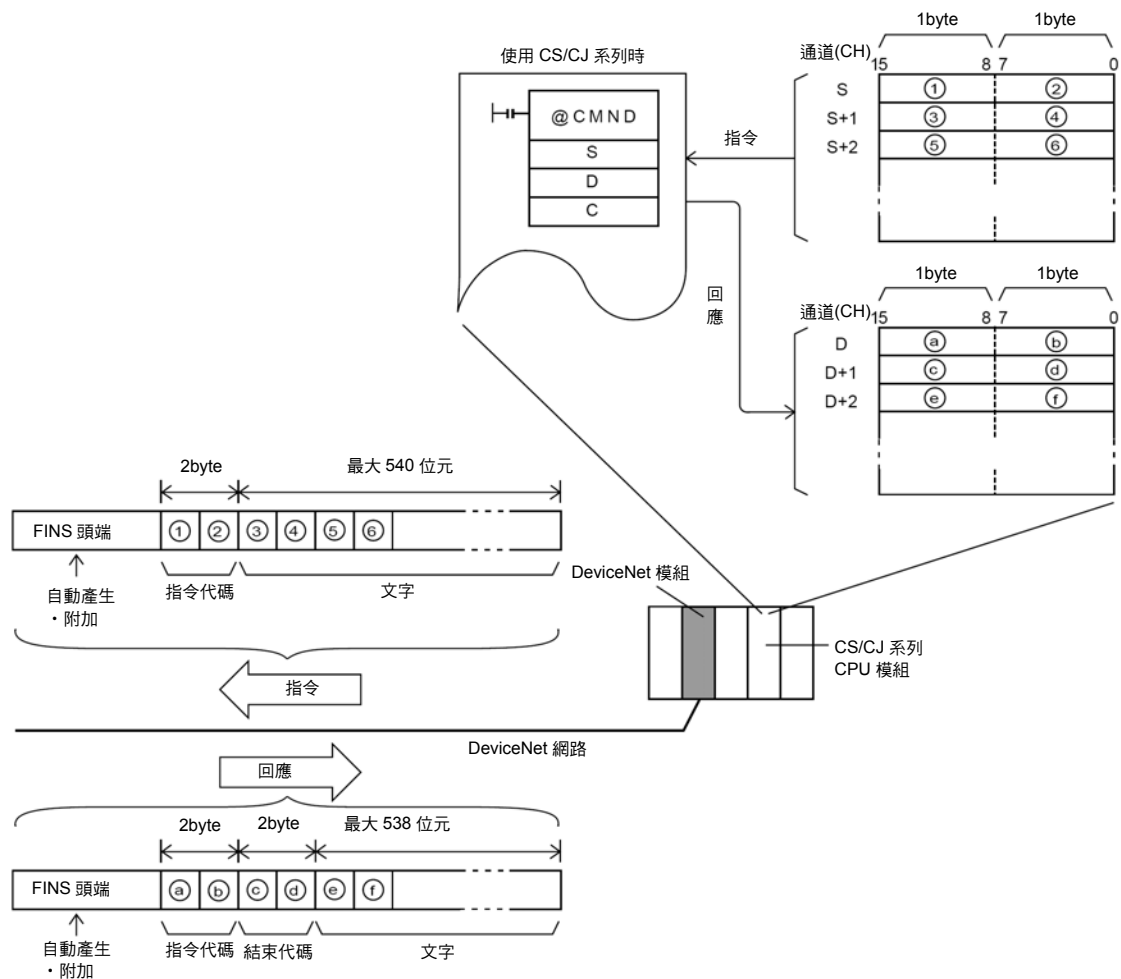 使用 CS/CJ 系列時
@CMND
S
D
C
指令
回
應
1byte 1byte
通道(CH)
15 8 7 0
S ① ②
S+1 ③ ④
S+2 ⑤ ⑥
1byte 1byte
通道(CH)
15 8 7 0
D ⓐ ⓑ
D+1 ⓒ ⓓ
D+2 ⓔ ⓕ
2byte 最大 540 位元
FINS 頭端 ① ② ③ ④ ⑤ ⑥
自動產生
・附加
指令代碼 文字
指令
DeviceNet 模組
CS/CJ 系列
CPU 模組
DeviceNet 網路
回應
2byte 2byte 最大 538 位元
FINS 頭端 ⓐ ⓑ ⓒ ⓓ ⓔ ⓕ
自動產生
・附加
指令代碼 結束代碼 文字